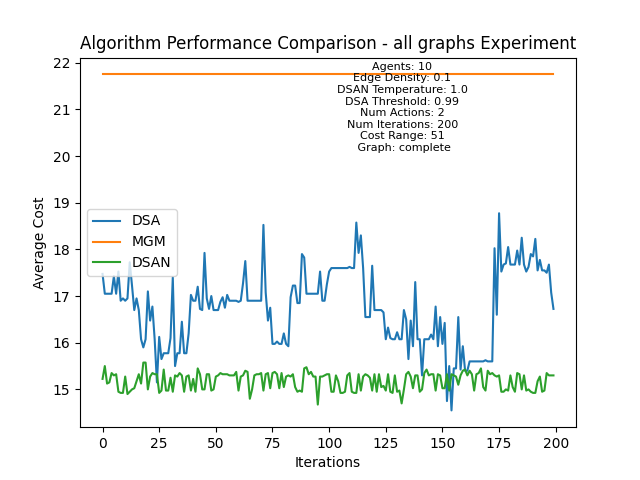 Algorithm Performance Comparison - all graphs Experiment
Agents: 10
Edge Density: 0.1
DSAN Temperature: 1.0
DSA Threshold: 0.99
Num Actions: 2
Num Iterations: 200
Cost Range: 51
Graph: complete
DSA
MGM
DSAN
Average Cost
22
21
20
19
18
17
16
15
0
25
50
75
100
125
150
175
200
Iterations